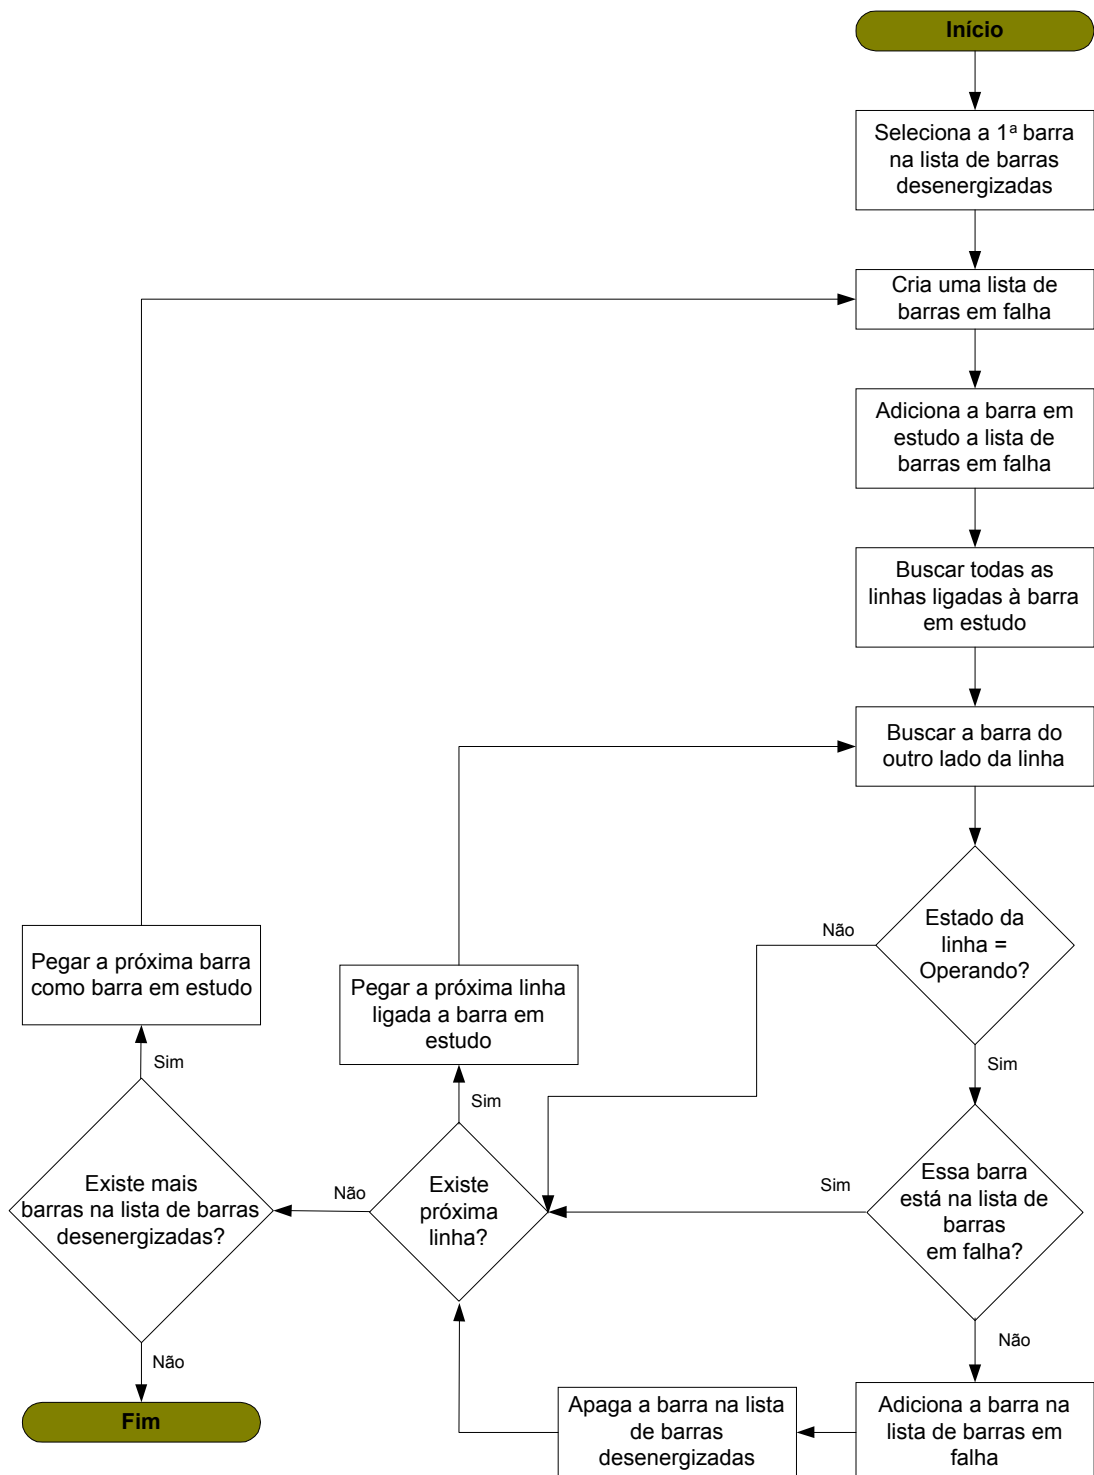 Início
Seleciona a 1ª barra
na lista de barras
desenergizadas
Cria uma lista de
barras em falha
Adiciona a barra em
estudo a lista de
barras em falha
Buscar todas as
linhas ligadas à barra
em estudo
Buscar a barra do
outro lado da linha
Estado da
linha =
Operando?
Não
Sim
Pegar a próxima barra
como barra em estudo
Pegar a próxima linha
ligada a barra em
estudo
Sim
Sim
Existe mais
barras na lista de barras
desenergizadas?
Não
Existe
próxima
linha?
Sim
Essa barra
está na lista de
barras
em falha?
Não
Não
Fim
Apaga a barra na lista
de barras
desenergizadas
Adiciona a barra na
lista de barras em
falha